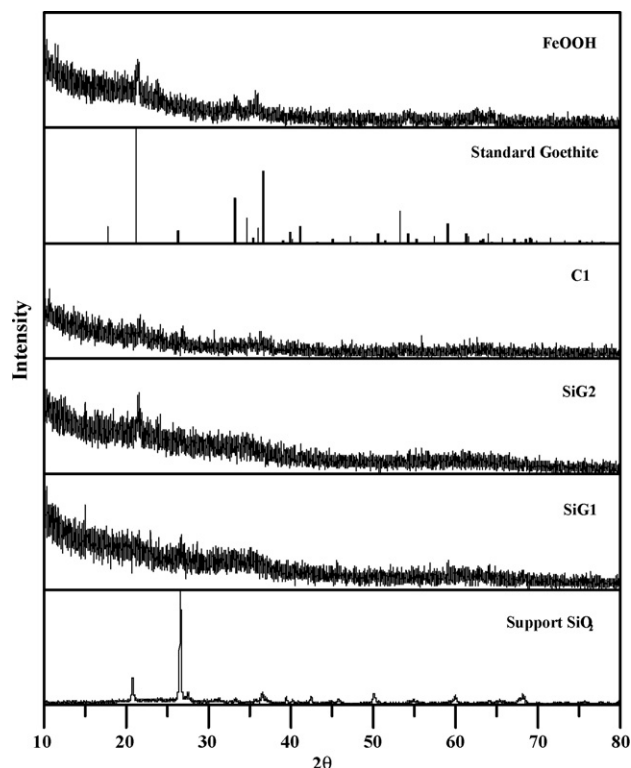 FeOOH
Standard Goethite
C1
SiG2
SiG1
Support SiO₂
Intensity
10 20 30 40 50 60 70 80
2θ